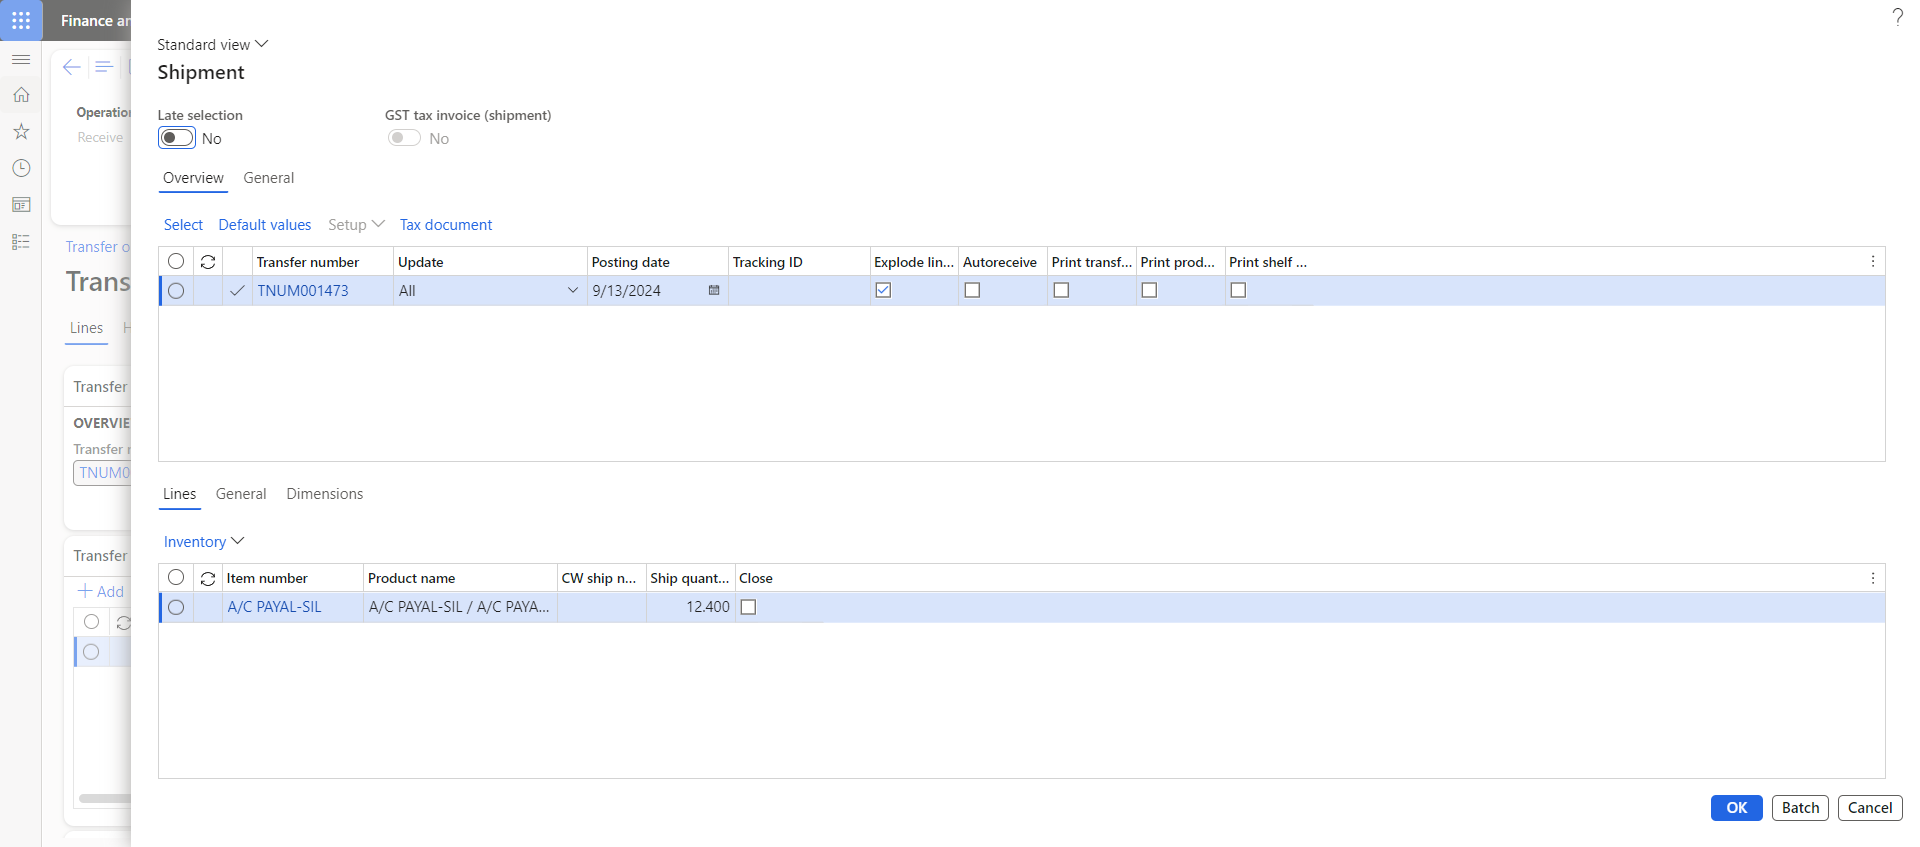 Finance an
Standard view
Shipment
Late selection
No
GST tax invoice (shipment)
No
Overview General
Select Default values Setup Tax document
Transfer number Update Posting date Tracking ID Explode lin... Autoreceive Print transf... Print prod... Print shelf ...
TNUM001473 All 9/13/2024
Lines General Dimensions
Inventory
Item number Product name CW ship n... Ship quant... Close
A/C PAYAL-SIL A/C PAYAL-SIL / A/C PAYA... 12.400
OK Batch Cancel
Operation
Receive
Transfer o
Trans
Lines H
Transfer
OVERVIE
Transfer n
TNUM0
Transfer
Add